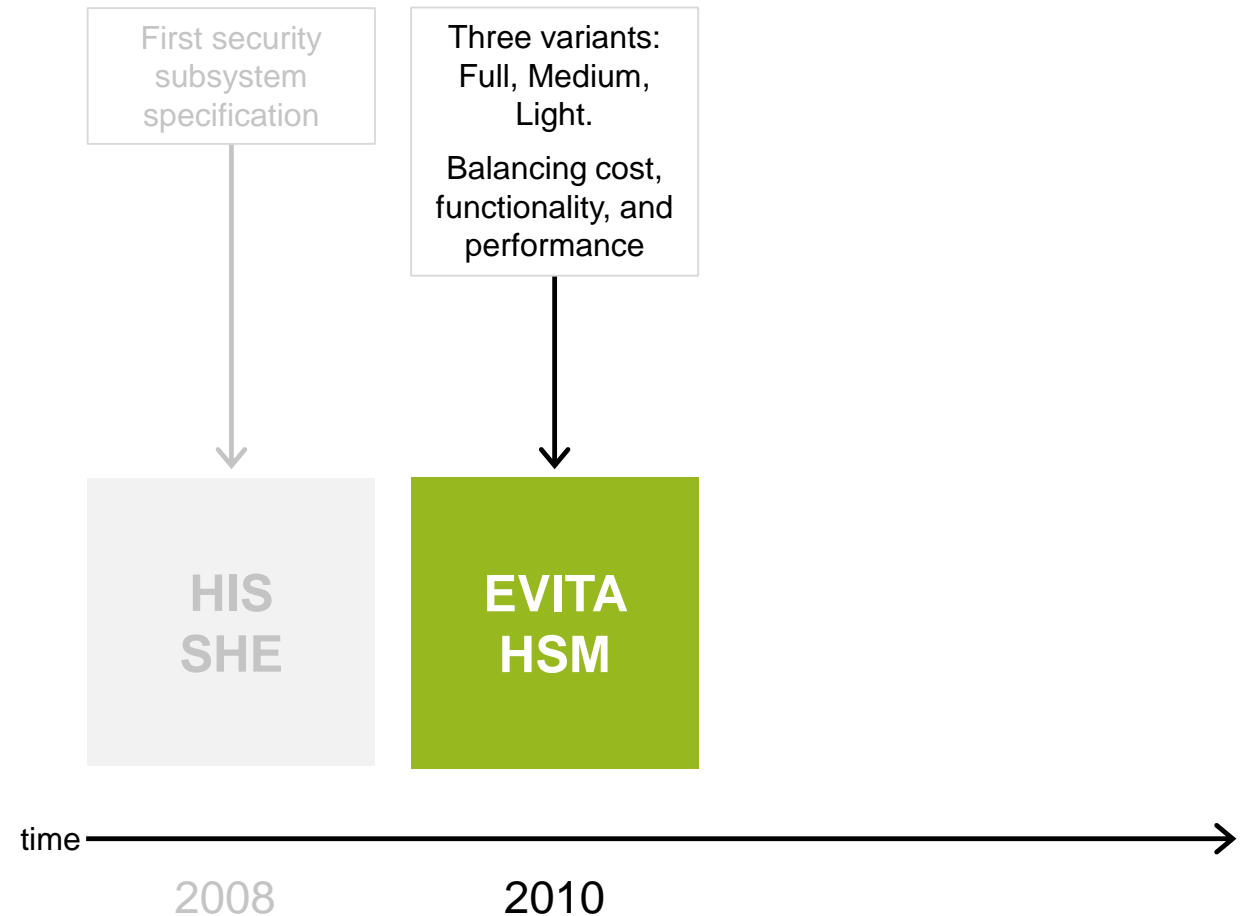 First security
subsystem
specification
Three variants:
Full, Medium,
Light.
Balancing cost,
functionality, and
performance
HIS
SHE
EVITA
HSM
time
2008
2010